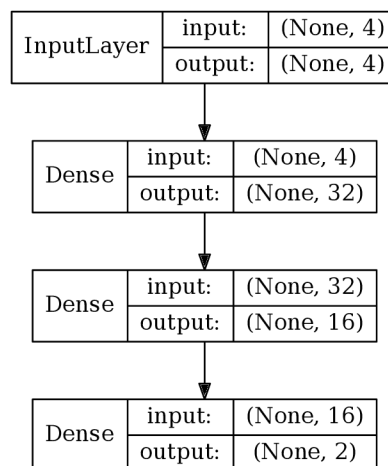 InputLayer
input: (None, 4)
output: (None, 4)
Dense
input: (None, 4)
output: (None, 32)
Dense
input: (None, 32)
output: (None, 16)
Dense
input: (None, 16)
output: (None, 2)